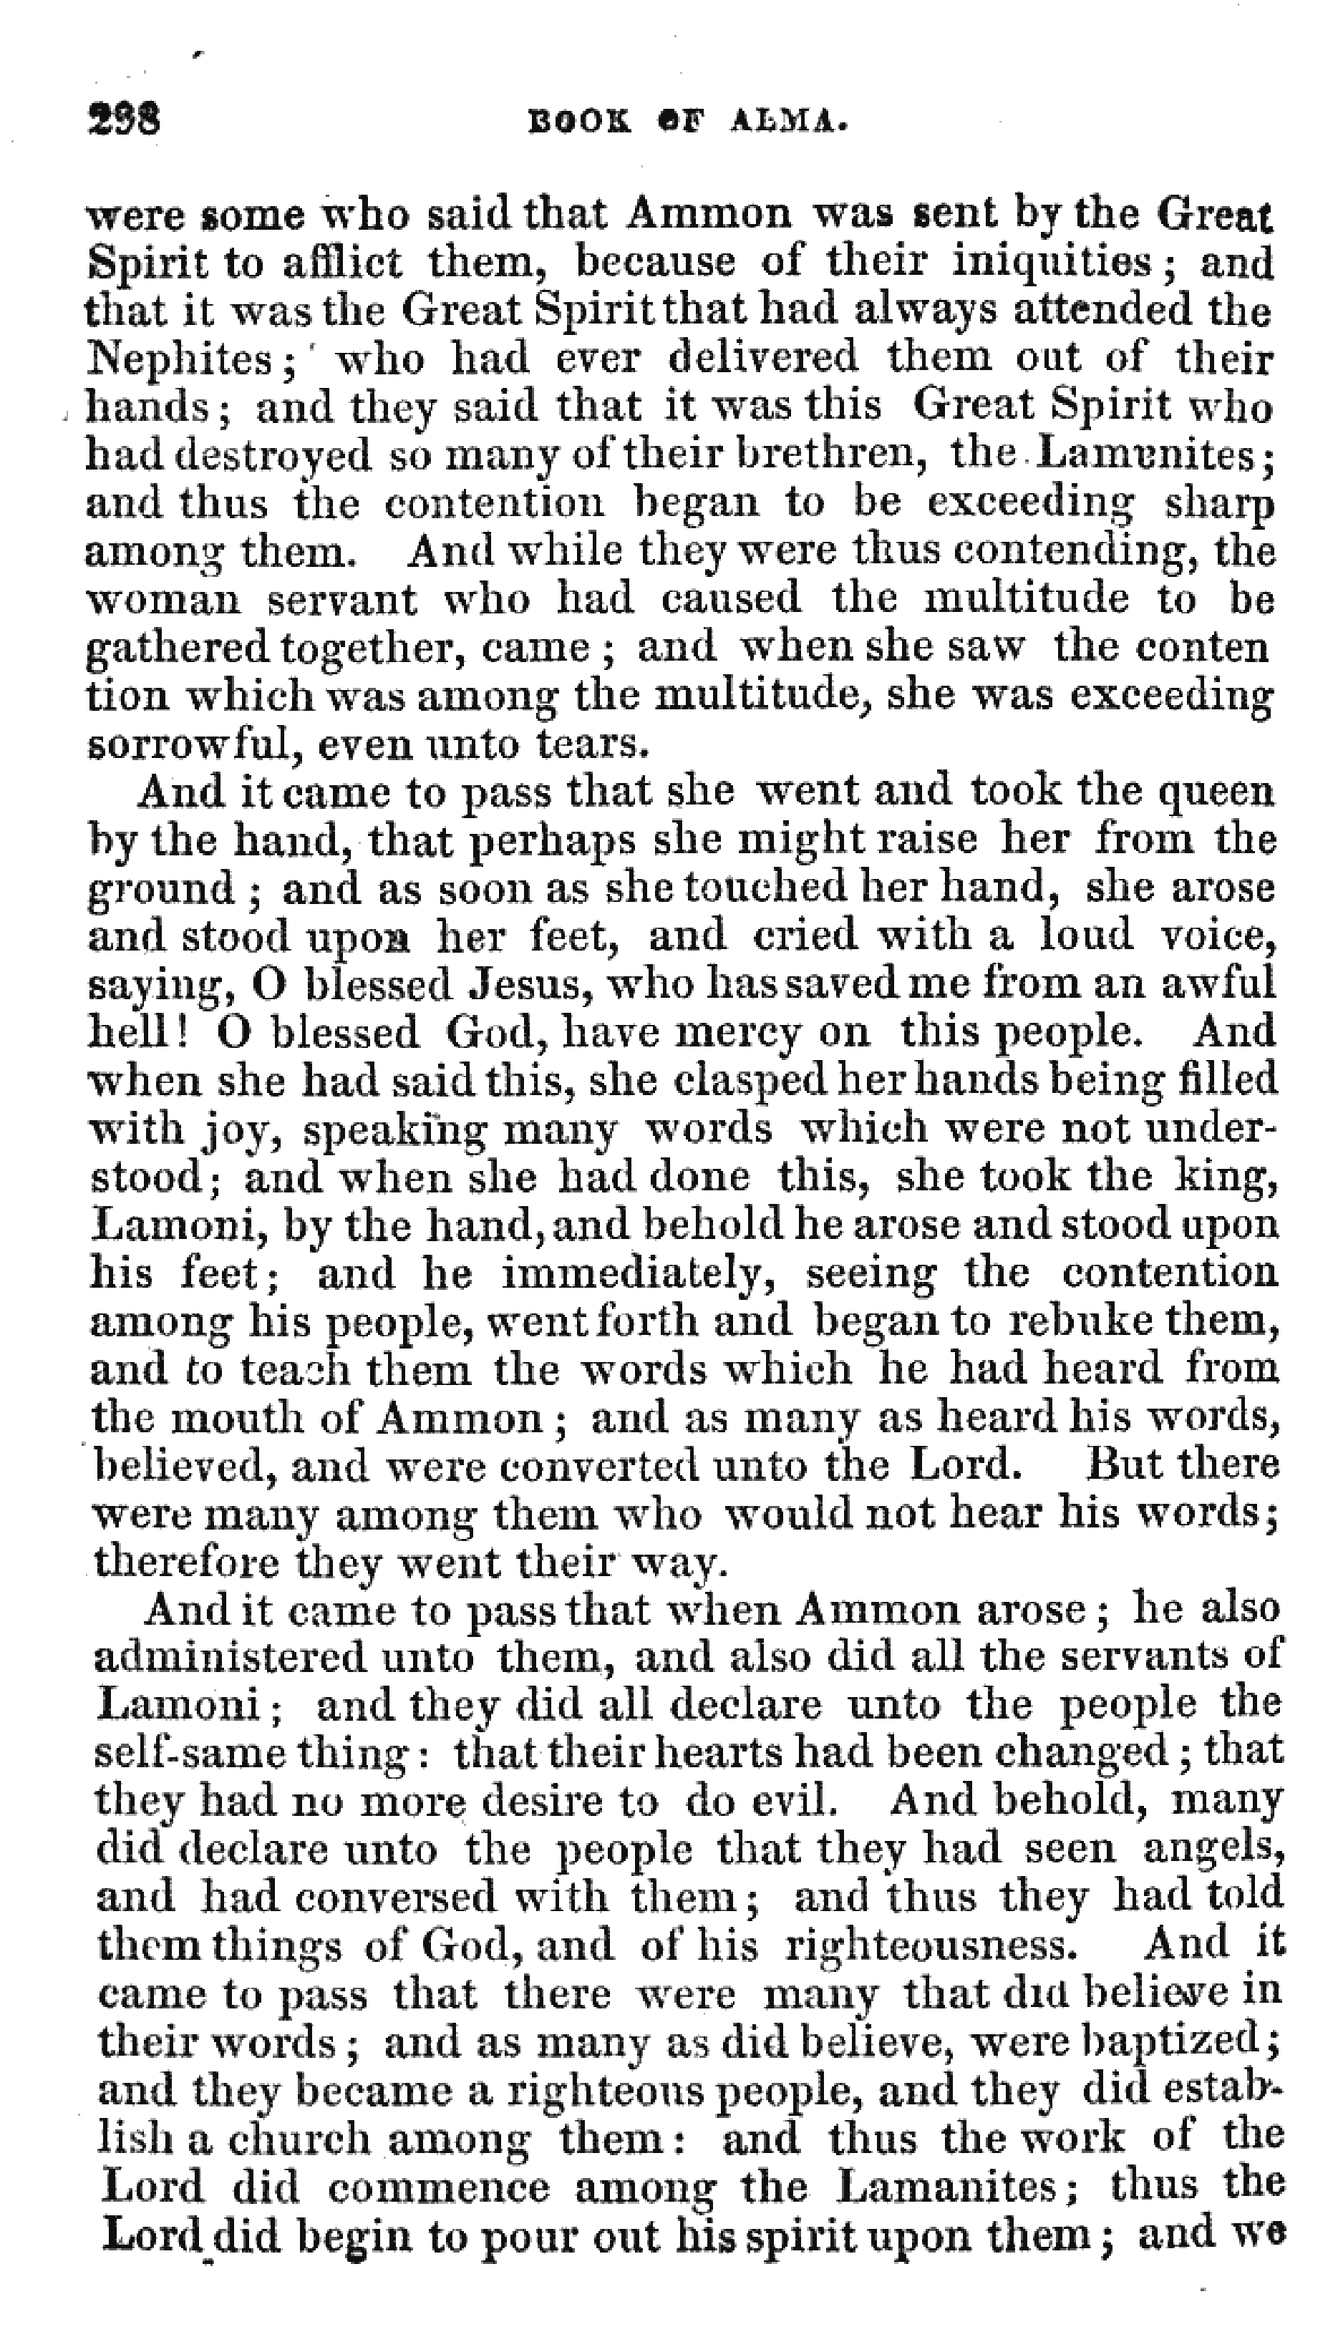 298 BOOK OF ALMA.
were some who said that Ammon was sent by the Great
Spirit to afflict them, because of their iniquities; and
that it was the Great Spirit that had always attended the
Nephites; who had ever delivered them out of their
hands; and they said that it was this Great Spirit who
had destroyed so many of their brethren, the Lamunites;
and thus the contention began to be exceeding sharp
among them. And while they were thus contending, the
woman servant who had caused the multitude to be
gathered together, came; and when she saw the conten
tion which was among the multitude, she was exceeding
sorrowful, even unto tears.
And it came to pass that she went and took the queen
by the hand, that perhaps she might raise her from the
ground; and as soon as she touched her hand, she arose
and stood upon her feet, and cried with a loud voice,
saying, O blessed Jesus, who has saved me from an awful
hell! O blessed God, have mercy on this people. And
when she had said this, she clasped her hands being filled
with joy, speaking many words which were not under-
stood; and when she had done this, she took the king,
Lamoni, by the hand, and behold he arose and stood upon
his feet; and he immediately, seeing the contention
among his people, went forth and began to rebuke them,
and to teach them the words which he had heard from
the mouth of Ammon; and as many as heard his words,
believed, and were converted unto the Lord. But there
were many among them who would not hear his words;
therefore they went their way.
And it came to pass that when Ammon arose; he also
administered unto them, and also did all the servants of
Lamoni; and they did all declare unto the people the
self-same thing: that their hearts had been changed; that
they had no more desire to do evil. And behold, many
did declare unto the people that they had seen angels,
and had conversed with them; and thus they had told
them things of God, and of his righteousness. And it
came to pass that there were many that did believe in
their words; and as many as did believe, were baptized;
and they became a righteous people, and they did estab-
lish a church among them: and thus the work of the
Lord did commence among the Lamanites; thus the
Lord did begin to pour out his spirit upon them; and we